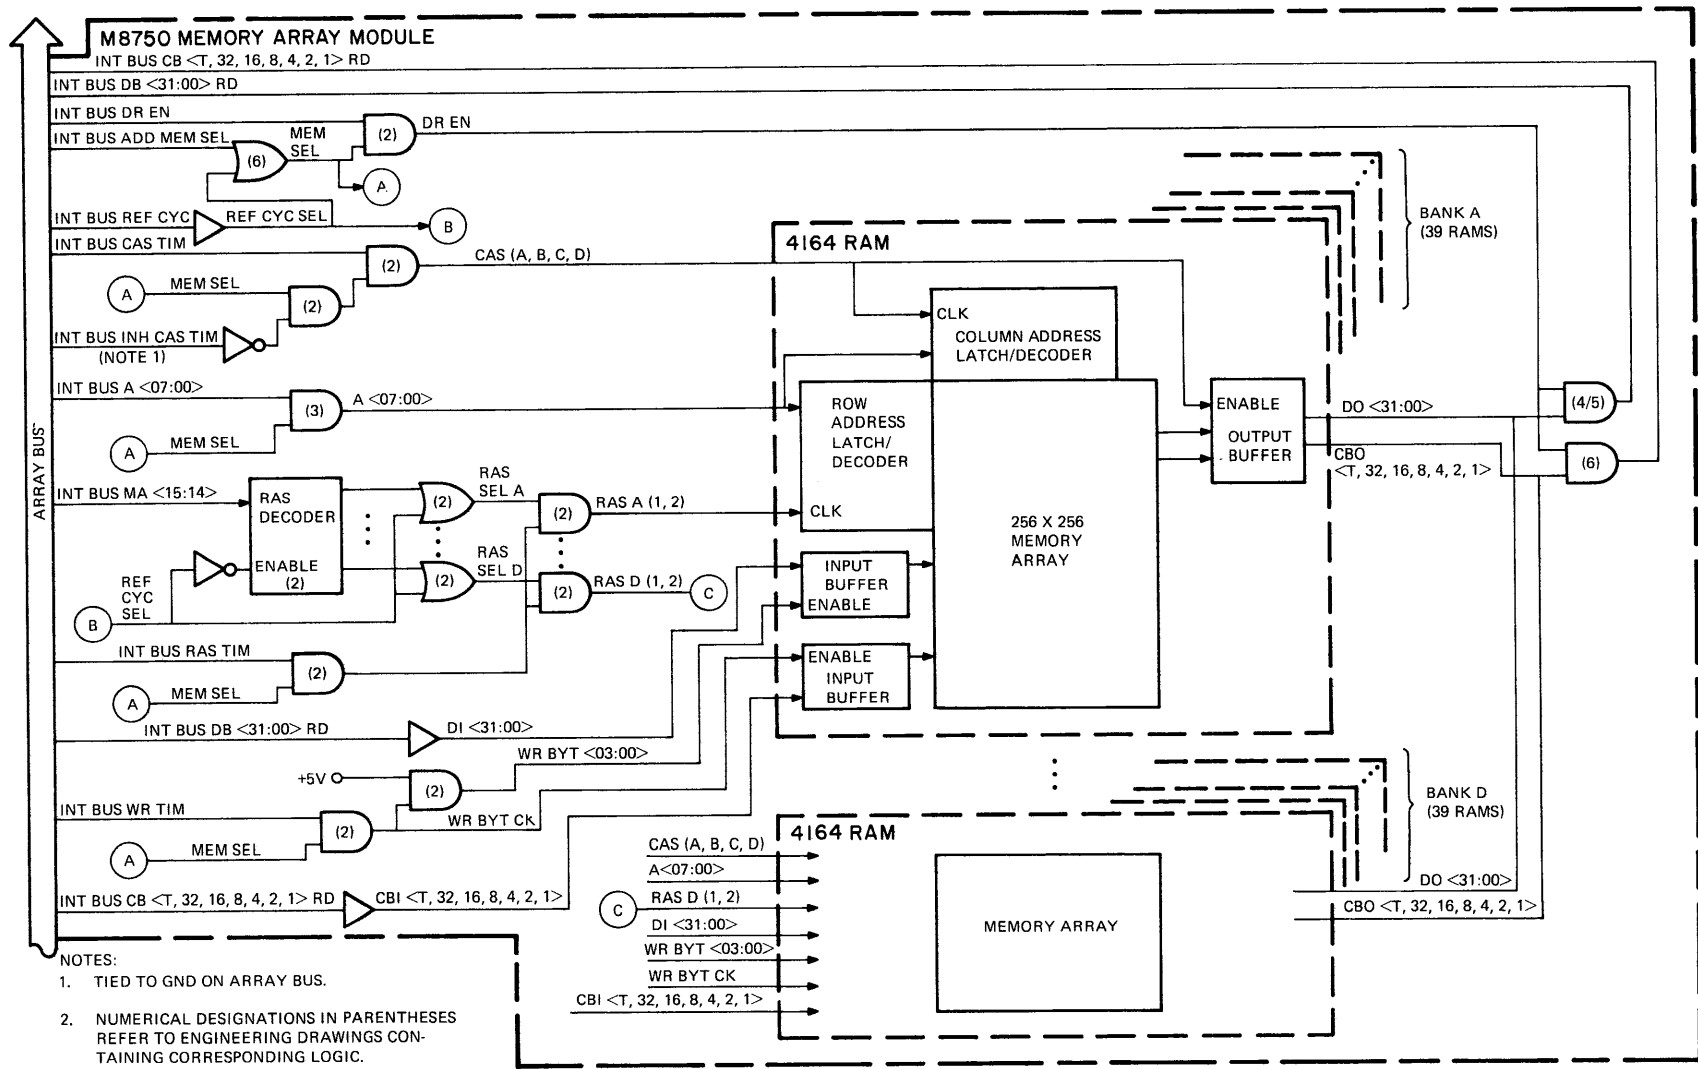 M8750 MEMORY ARRAY MODULE
INT BUS CB <T, 32, 16, 8, 4, 2, 1> RD
INT BUS DB <31:00> RD
INT BUS DR EN
INT BUS ADD MEM SEL
(6)
MEM
SEL
(2)
DR EN
A
INT BUS REF CYC
REF CYC SEL
B
INT BUS CAS TIM
(2)
CAS (A, B, C, D)
A
MEM SEL
(2)
INT BUS INH CAS TIM
(NOTE 1)
INT BUS A <07:00>
(3)
A <07:00>
A
MEM SEL
ARRAY BUS
INT BUS MA <15:14>
RAS
DECODER
ENABLE
(2)
(2)
RAS
SEL A
(2)
RAS A (1, 2)
(2)
RAS
SEL D
(2)
RAS D (1, 2)
C
REF
CYC
SEL
B
INT BUS RAS TIM
(2)
A
MEM SEL
INT BUS DB <31:00> RD
DI <31:00>
WR BYT <03:00>
+5V
(2)
INT BUS WR TIM
(2)
WR BYT CK
A
MEM SEL
INT BUS CB <T, 32, 16, 8, 4, 2, 1> RD
CBI <T, 32, 16, 8, 4, 2, 1>
4164 RAM
CLK
COLUMN ADDRESS
LATCH/DECODER
ROW
ADDRESS
LATCH/
DECODER
CLK
256 X 256
MEMORY
ARRAY
INPUT
BUFFER
ENABLE
ENABLE
INPUT
BUFFER
ENABLE
OUTPUT
BUFFER
BANK A
(39 RAMS)
DO <31:00>
(4/5)
CBO
<T, 32, 16, 8, 4, 2, 1>
(6)
BANK D
(39 RAMS)
4164 RAM
CAS (A, B, C, D)
A<07:00>
C
RAS D (1, 2)
DI <31:00>
WR BYT <03:00>
WR BYT CK
CBI <T, 32, 16, 8, 4, 2, 1>
MEMORY ARRAY
DO <31:00>
CBO <T, 32, 16, 8, 4, 2, 1>
NOTES:
1. TIED TO GND ON ARRAY BUS.
2. NUMERICAL DESIGNATIONS IN PARENTHESES
REFER TO ENGINEERING DRAWINGS CON-
TAINING CORRESPONDING LOGIC.